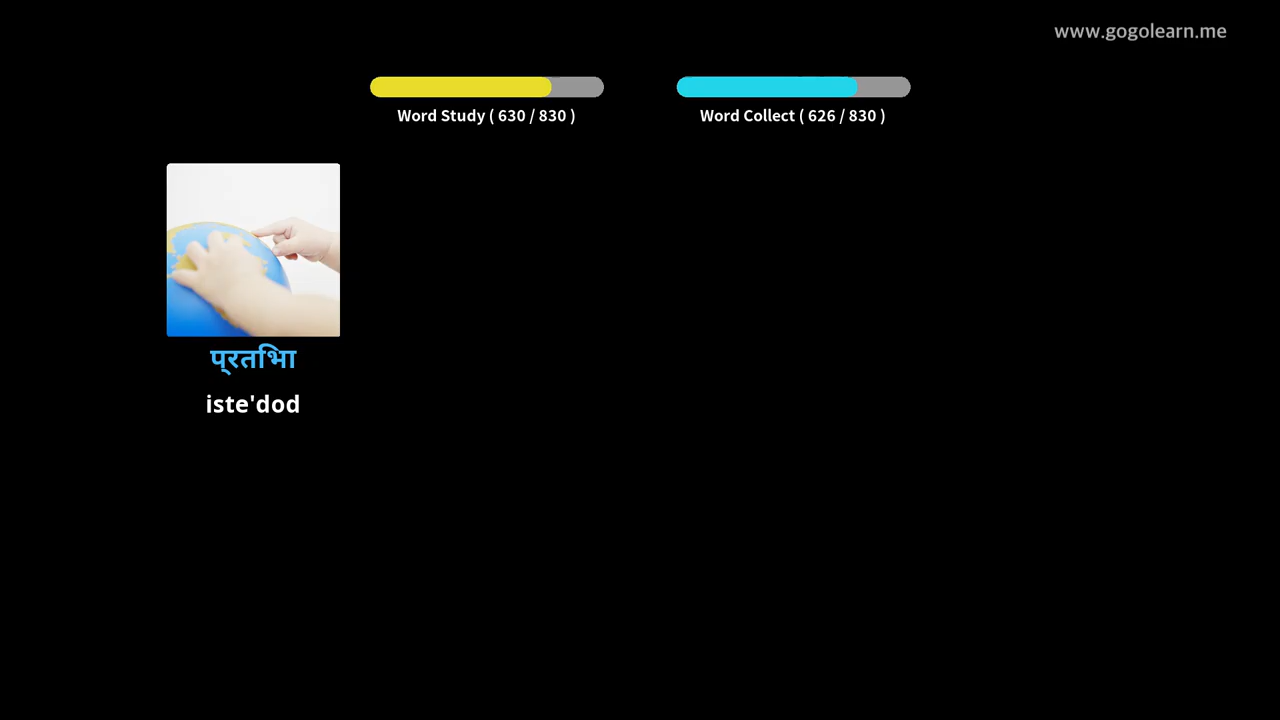 www.gogolearn.me
Word Study ( 630 / 830 )
Word Collect ( 626 / 830 )
प्रतिभा
iste'dod